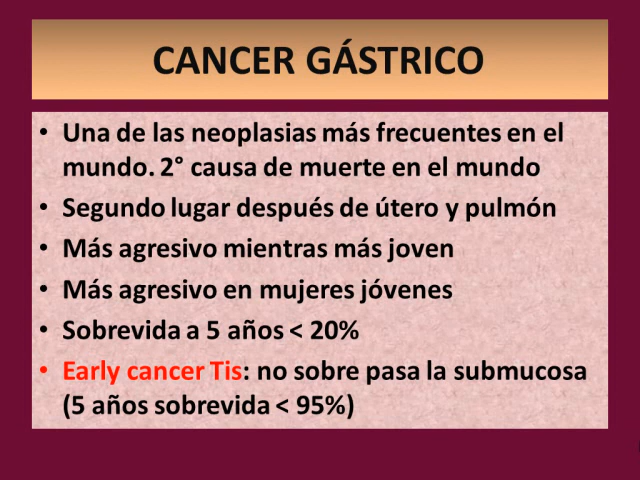 CANCER GÁSTRICO
• Una de las neoplasias más frecuentes en el
mundo. 2° causa de muerte en el mundo
• Segundo lugar después de útero y pulmón
• Más agresivo mientras más joven
• Más agresivo en mujeres jóvenes
• Sobrevida a 5 años < 20%
• Early cancer Tis: no sobre pasa la submucosa
(5 años sobrevida < 95%)